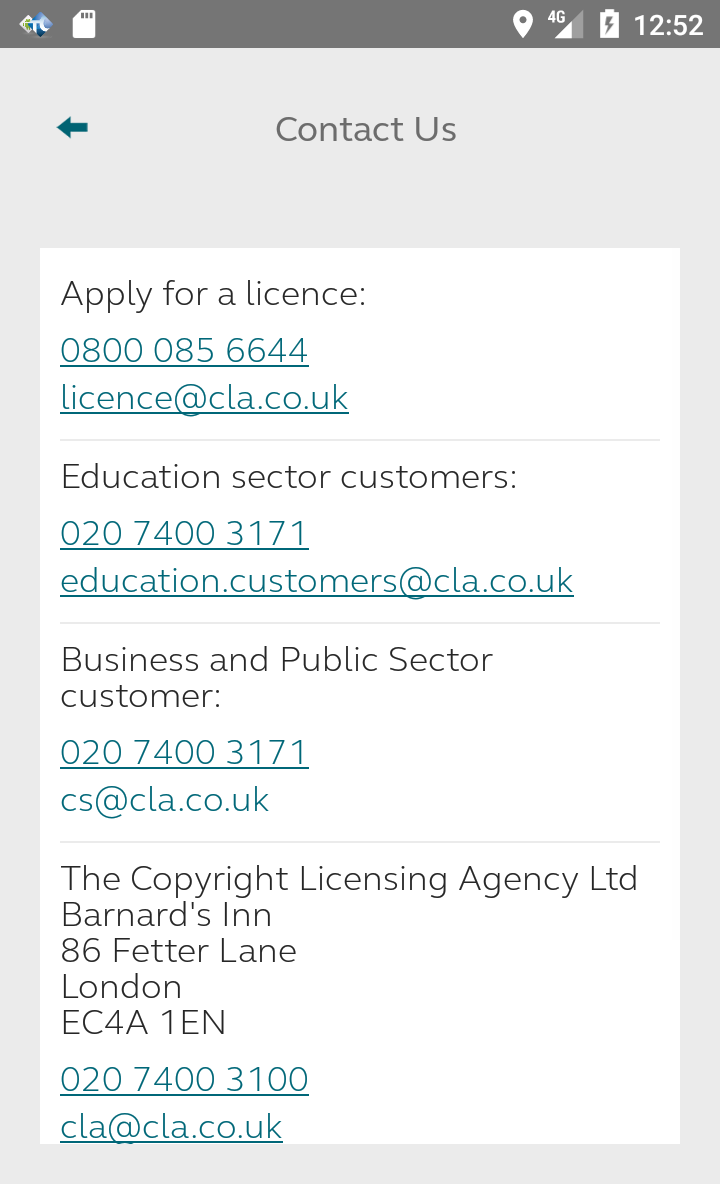 4G 12:52
Contact Us
Apply for a licence:
0800 085 6644
licence@cla.co.uk
Education sector customers:
020 7400 3171
education.customers@cla.co.uk
Business and Public Sector
customer:
020 7400 3171
cs@cla.co.uk
The Copyright Licensing Agency Ltd
Barnard's Inn
86 Fetter Lane
London
EC4A 1EN
020 7400 3100
cla@cla.co.uk